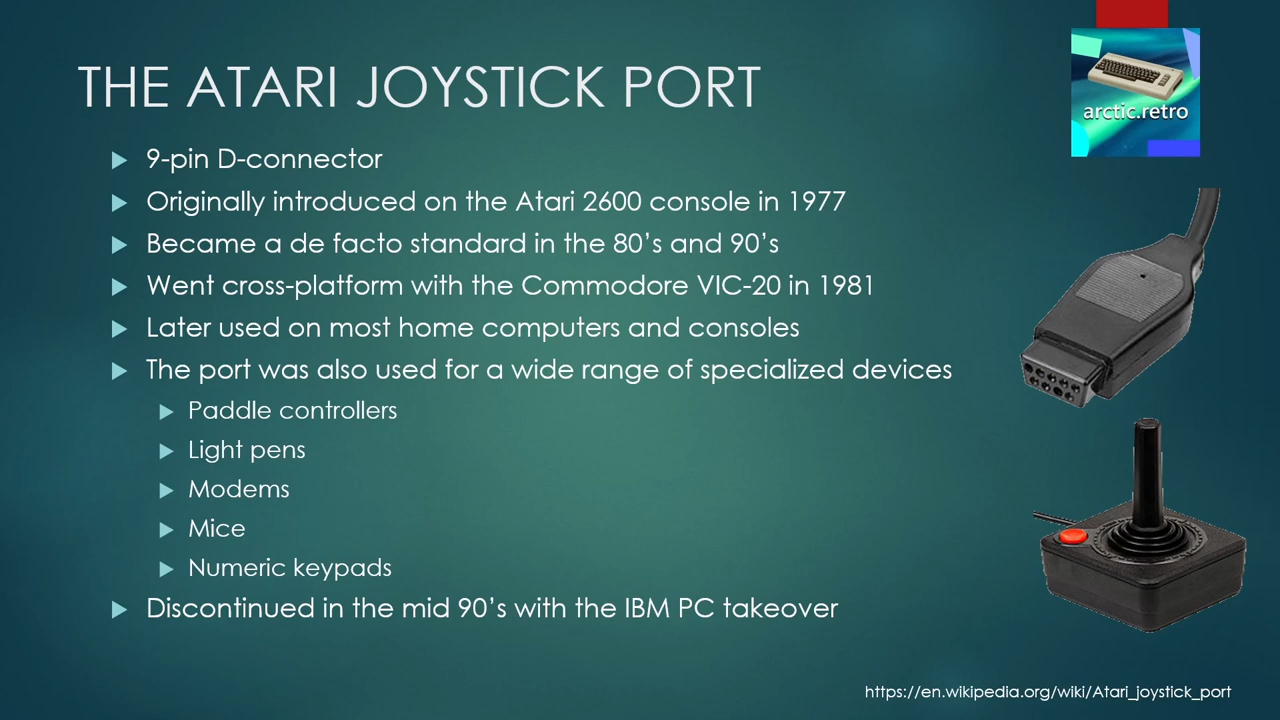 THE ATARI JOYSTICK PORT
arctic.retro
9-pin D-connector
Originally introduced on the Atari 2600 console in 1977
Became a de facto standard in the 80's and 90's
Went cross-platform with the Commodore VIC-20 in 1981
Later used on most home computers and consoles
The port was also used for a wide range of specialized devices
Paddle controllers
Light pens
Modems
Mice
Numeric keypads
Discontinued in the mid 90's with the IBM PC takeover
https://en.wikipedia.org/wiki/Atari_joystick_port